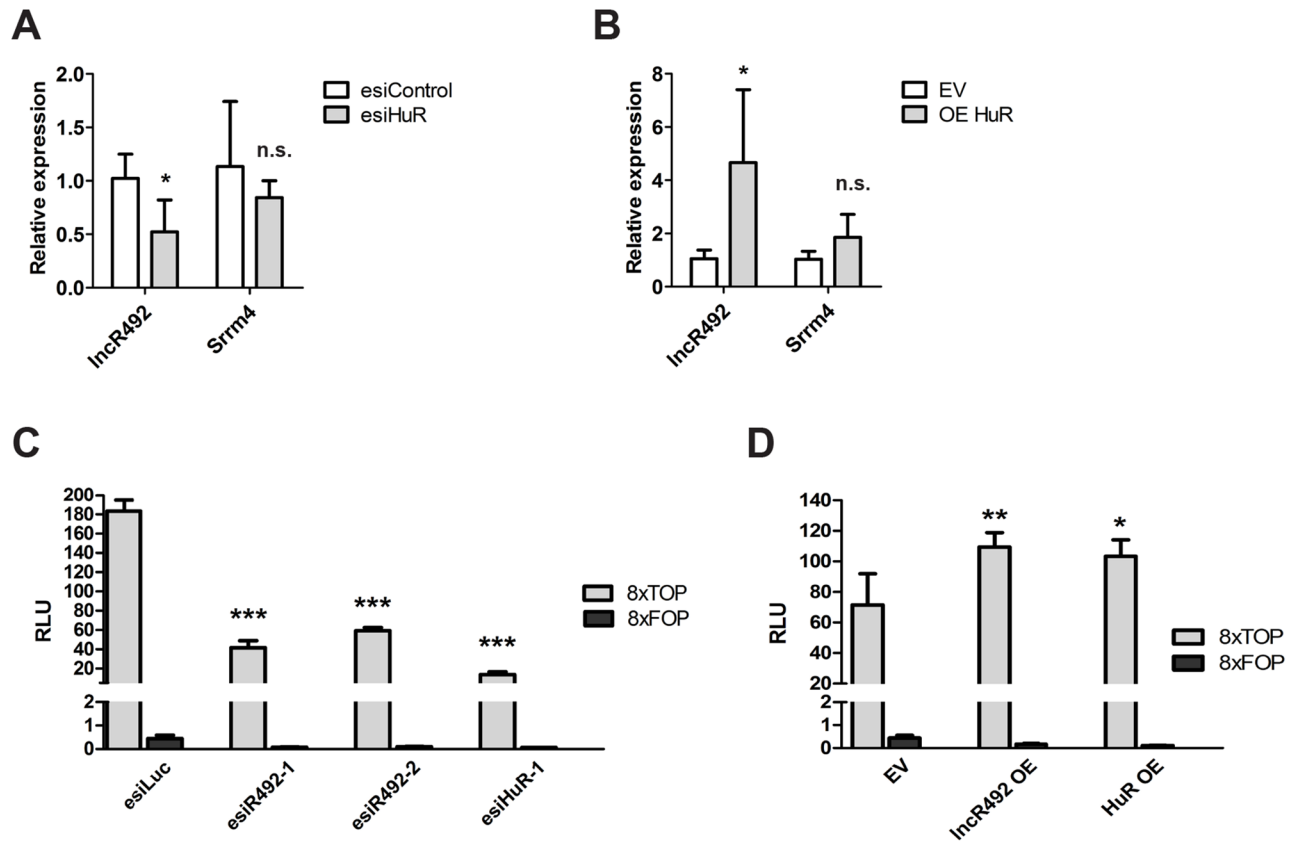 A
Relative expression
2.0
1.5
1.0
0.5
0.0
*
n.s.
lncR492
Srrm4
esiControl
esiHuR
B
Relative expression
8
6
4
2
0
*
n.s.
lncR492
Srrm4
EV
OE HuR
C
RLU
200
180
160
140
120
100
80
60
40
20
2
1
0
***
***
***
esiLuc
esiR492-1
esiR492-2
esiHuR-1
8xTOP
8xFOP
D
RLU
140
120
100
80
60
40
20
2
1
0
**
*
EV
lncR492 OE
HuR OE
8xTOP
8xFOP